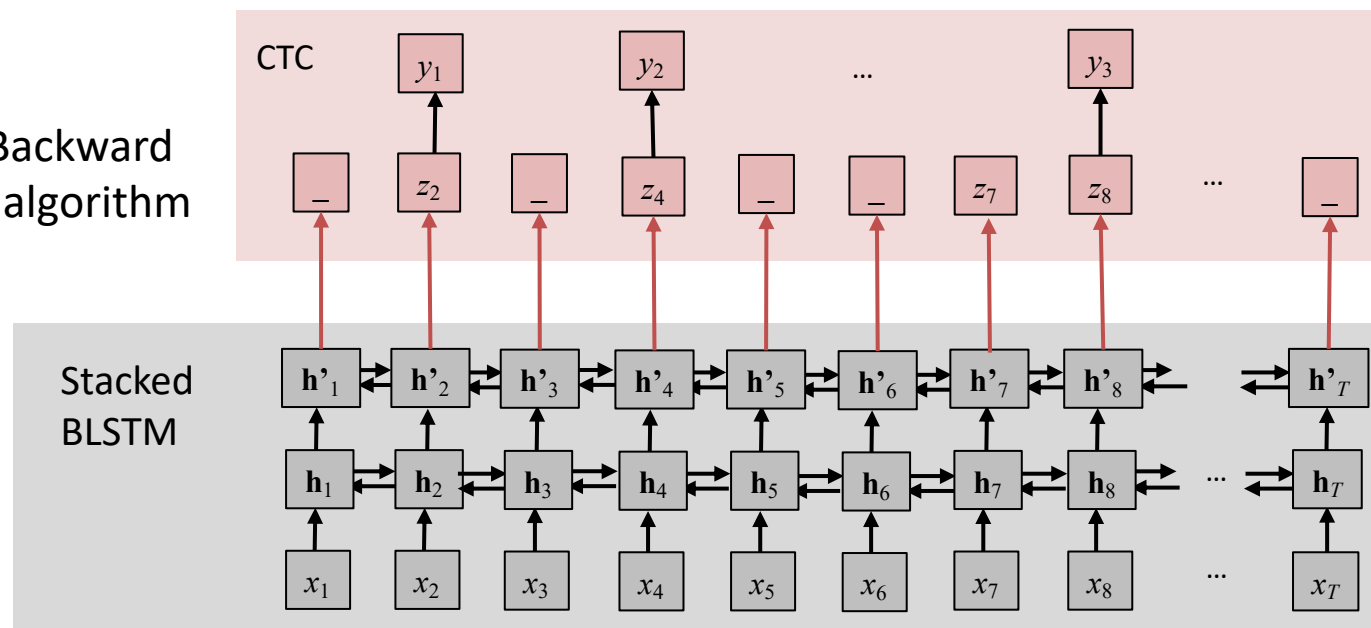 CTC
y1 y2 ... y3
Backward
algorithm
_ z2 _ z4 _ _ z7 z8 ... _
Stacked
BLSTM
h'1 h'2 h'3 h'4 h'5 h'6 h'7 h'8 h'T
h1 h2 h3 h4 h5 h6 h7 h8 ... hT
x1 x2 x3 x4 x5 x6 x7 x8 ... xT